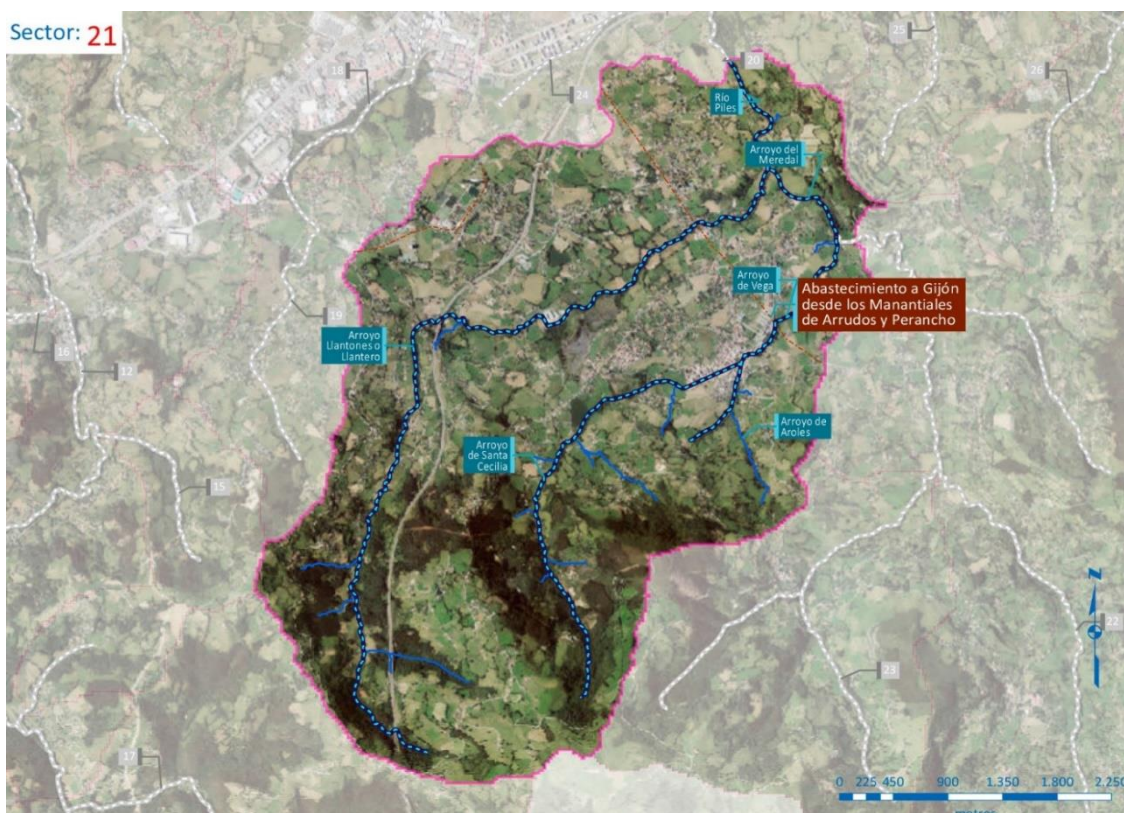 Sector: 21
25
20
18
26
24
Río
Piles
Arroyo del
Meredal
Arroyo
de Vega
Abastecimiento a Gijón
desde los Manantiales
de Arrudos y Perancho
19
Arroyo
Llantones o
Llantero
16
12
Arroyo de
Aroles
Arroyo
de Santa
Cecilia
15
N
22
23
17
0 225 450 900 1.350 1.800 2.250